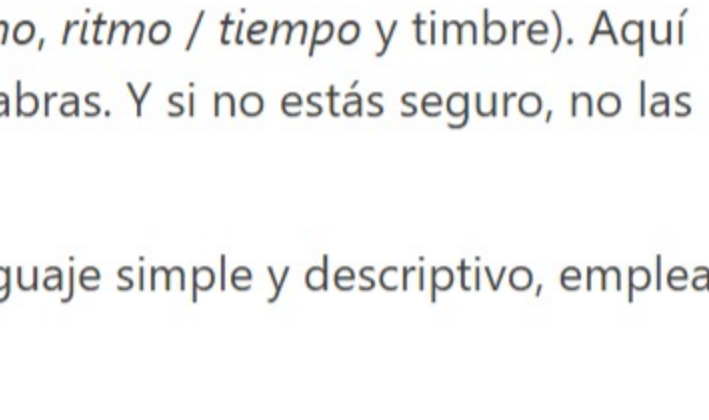 no, ritmo / tiempo y timbre). Aquí
abras. Y si no estás seguro, no las
guaje simple y descriptivo, emplea